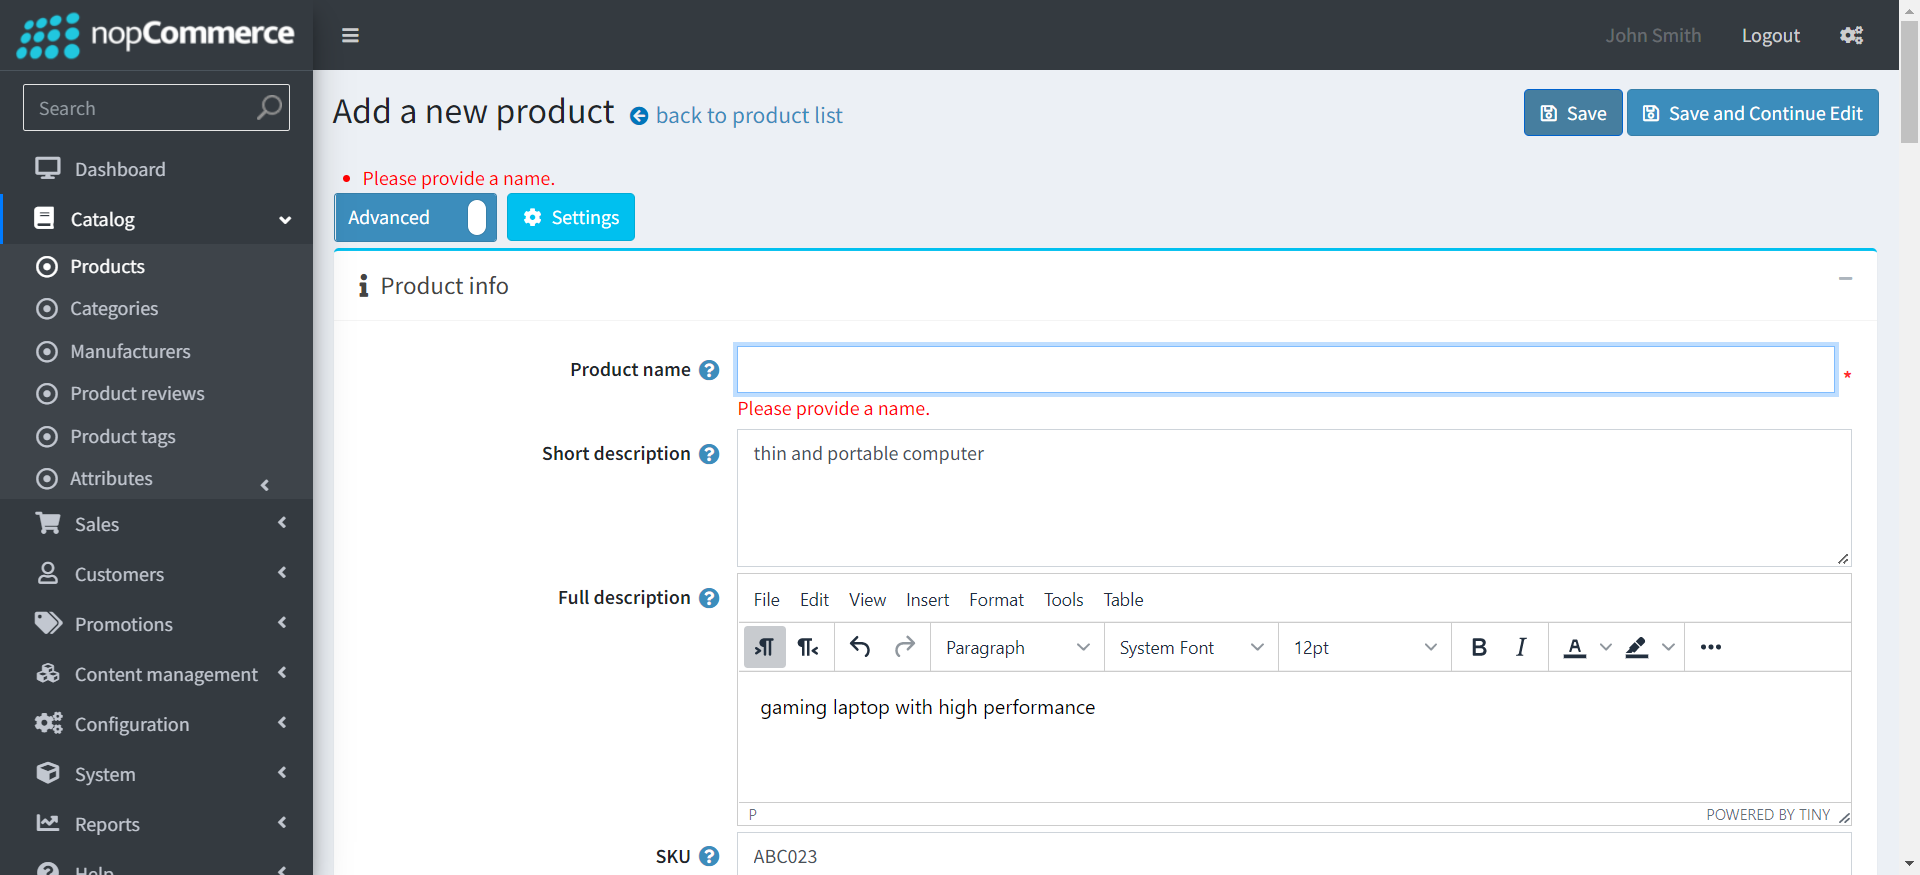 nopCommerce
John Smith
Logout
Search
Add a new product
back to product list
Save
Save and Continue Edit
Dashboard
Please provide a name.
Catalog
Advanced
Settings
Products
Product info
Categories
Manufacturers
Product name
*
Product reviews
Please provide a name.
Product tags
Short description
thin and portable computer
Attributes
Sales
Customers
Full description
File Edit View Insert Format Tools Table
Promotions
Paragraph
System Font
12pt
B I A
Content management
gaming laptop with high performance
Configuration
System
P
POWERED BY TINY
Reports
SKU
ABC023
Help